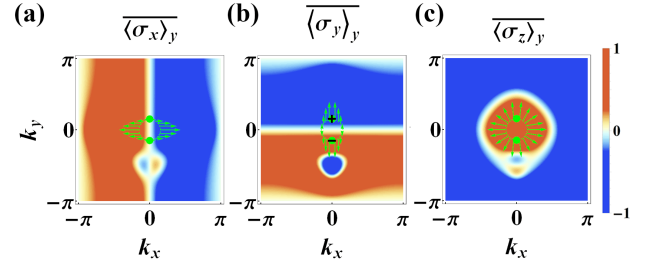 (a) ⟨σx⟩y (b) ⟨σy⟩y (c) ⟨σz⟩y
π π π 1
ky 0 0 + 0 0
−
−π −π −π −1
−π 0 π −π 0 π −π 0 π
kx kx kx